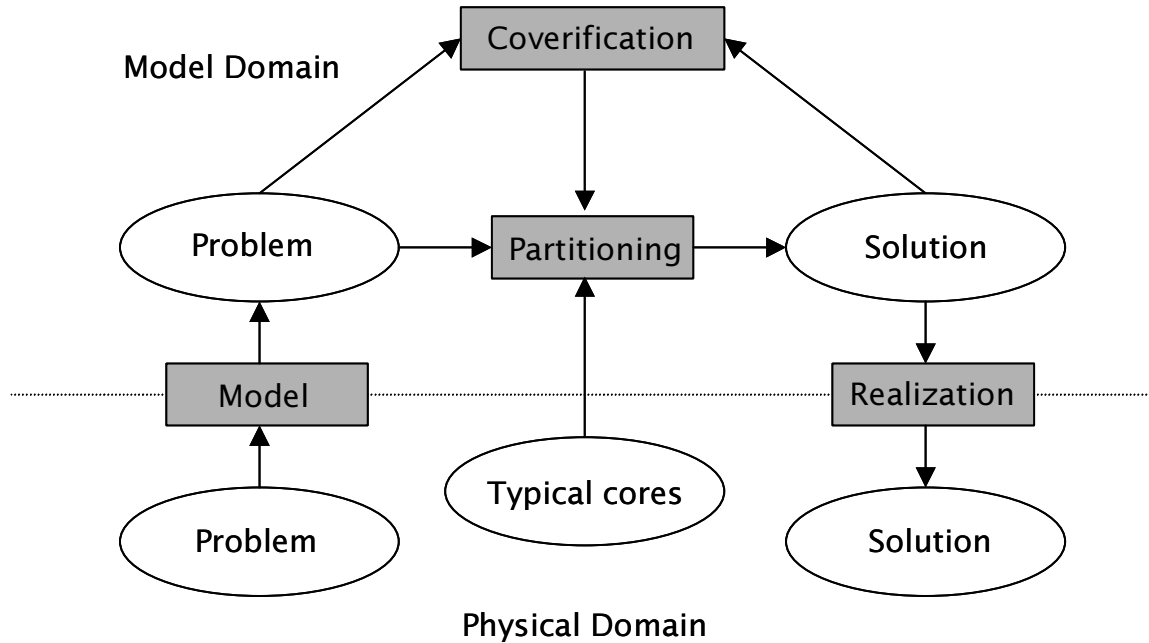 Coverification
Model Domain
Problem
Partitioning
Solution
Model
Realization
Typical cores
Problem
Solution
Physical Domain